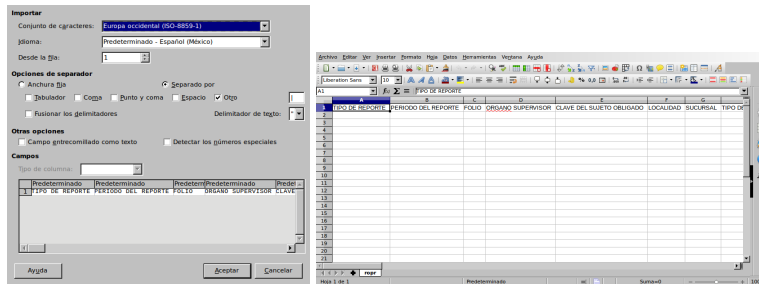 Importar
Conjunto de caracteres: Europa occidental (ISO-8859-1)
Idioma: Predeterminado - Español (México)
Desde la fila: 1
Opciones de separador
Anchura fija Separado por
Tabulador Coma Punto y coma Espacio Otro |
Fusionar los delimitadores Delimitador de texto: "
Otras opciones
Campo entrecomillado como texto Detectar los números especiales
Campos
Tipo de columna:
Predeterminado Predeterminado Predetermi Predeterminado Predet
1 TIPO DE REPORTE PERIODO DEL REPORTE FOLIO ORGANO SUPERVISOR CLAVE
Ayuda Aceptar Cancelar
Archivo Editar Ver Insertar Formato Hoja Datos Herramientas Ventana Ayuda
Liberation Sans 10
A1 TIPO DE REPORTE
A B C D E F G
1 TIPO DE REPORTE PERIODO DEL REPORTE FOLIO ORGANO SUPERVISOR CLAVE DEL SUJETO OBLIGADO LOCALIDAD SUCURSAL TIPO DE
2
3
4
5
6
7
8
9
10
11
12
13
14
15
16
17
18
19
20
21
ropr
Hoja 1 de 1 Predeterminado Suma=0 100